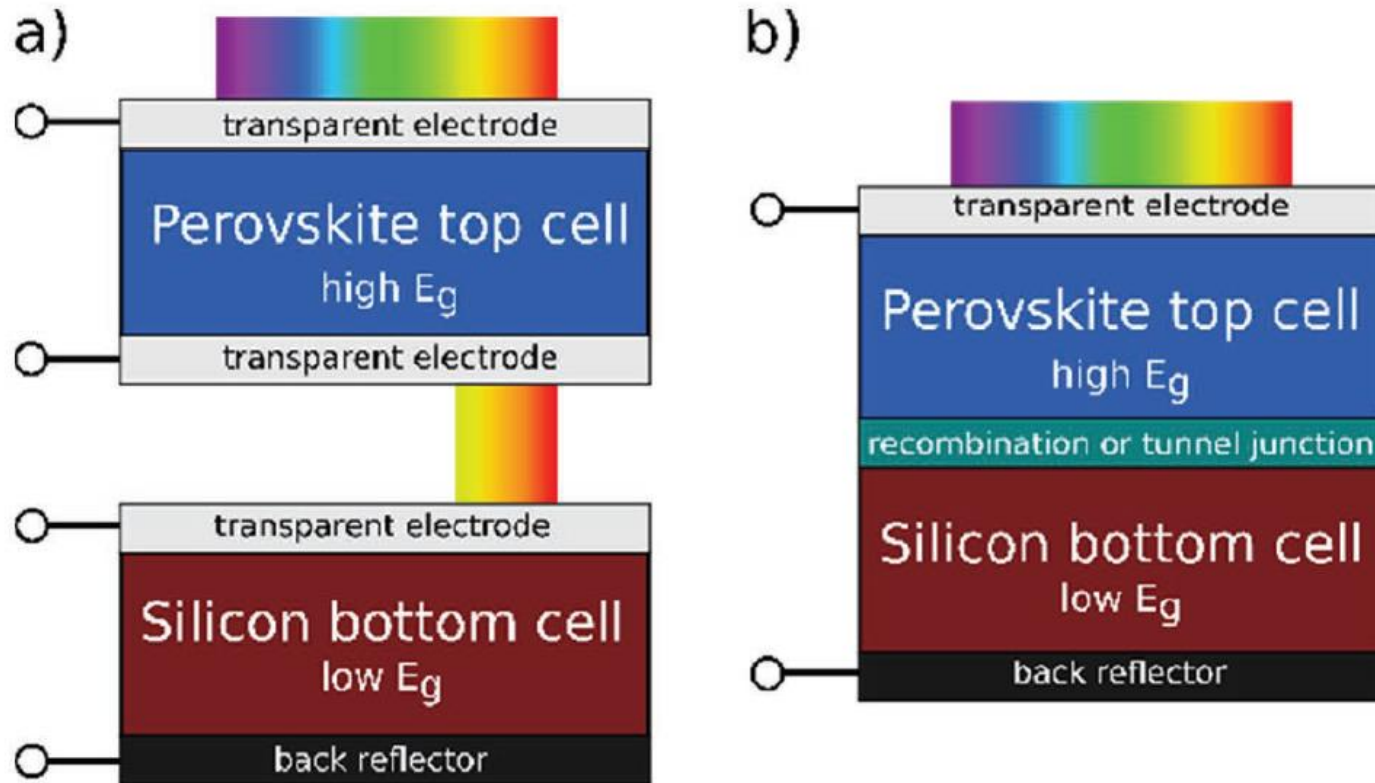 a)
transparent electrode
Perovskite top cell
high Eg
transparent electrode
transparent electrode
Silicon bottom cell
low Eg
back reflector
b)
transparent electrode
Perovskite top cell
high Eg
recombination or tunnel junction
Silicon bottom cell
low Eg
back reflector